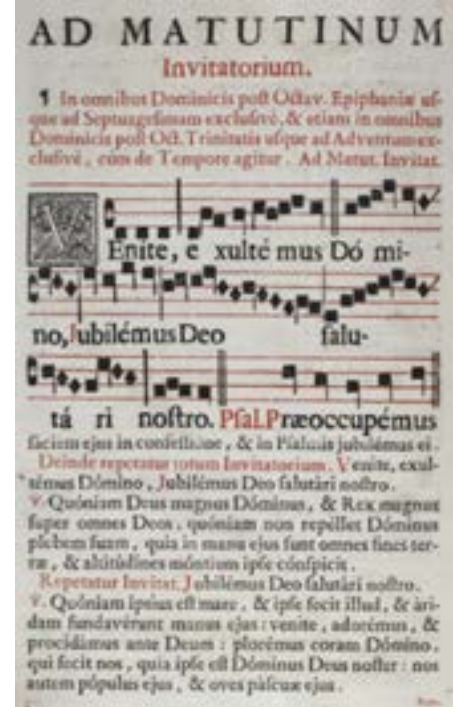 AD MATUTINUM
Invitatorium.
¶ In omnibus Dominicis poſt Octav. Epiphaniæ uſ-
que ad Septuageſimam excluſivè, & etiam in omnibus
Dominicis poſt Oct. Trinitatis uſque ad Adventum ex-
cluſivè, cùm de Tempore agitur. Ad Matut. Invitat.
VEnite, e xulté mus Dó mi-
no, Jubilémus Deo ſalu-
tá ri noſtro. Pſal. Præoccupémus
faciem ejus in confeſſione, & in Pſalmis jubilémus ei.
Deinde repetatur totum Invitatorium. Venite, exul-
témus Dómino, Jubilémus Deo ſalutári noſtro.
℣. Quóniam Deus magnus Dóminus, & Rex magnus
ſuper omnes Deos, quóniam non repéllet Dóminus
plebem ſuam, quia in manu ejus ſunt omnes fines ter-
ræ, & altitúdines móntium ipſe cónſpicit.
Repetatur Invitat. Jubilémus Deo ſalutári noſtro.
℣. Quóniam ipsius eſt mare, & ipſe fecit illud, & ári-
dam fundavérunt manus ejus: venite, adorémus, &
procidámus ante Deum: plorémus coram Dómino,
qui fecit nos, quia ipſe eſt Dóminus Deus noſter: nos
autem pópulus ejus, & oves páſcuæ ejus.